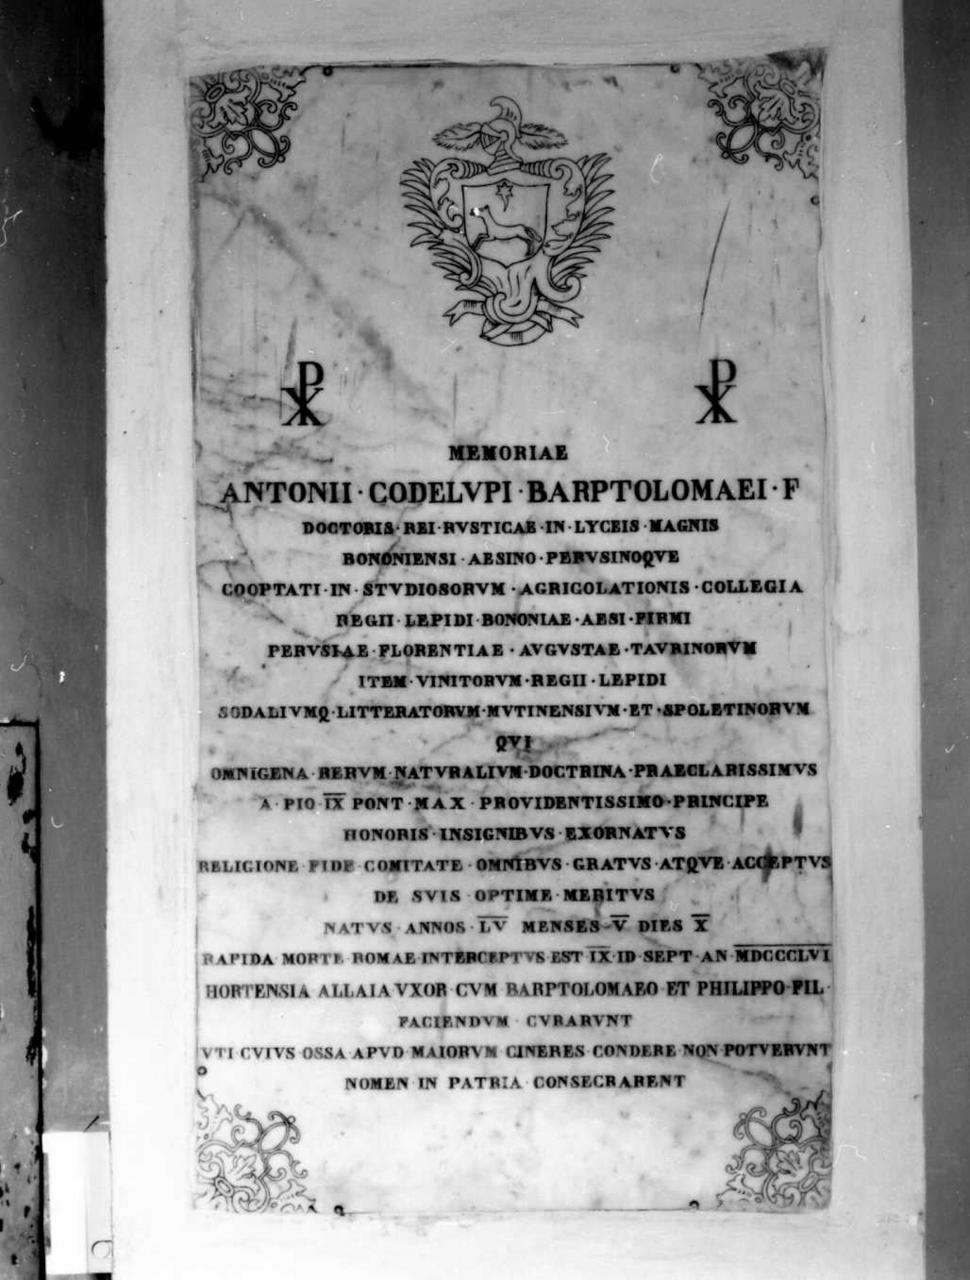 ☧ ☧
MEMORIAE
ANTONII · CODELVPI · BARPTOLOMAEI · F
DOCTORIS · REI · RVSTICAE · IN · LYCEIS · MAGNIS
BONONIENSI · AESINO · PERVSINOQVE
COOPTATI · IN · STVDIOSORVM · AGRICOLATIONIS · COLLEGIA
REGII · LEPIDI · BONONIAE · AESI · FIRMI
PERVSIAE · FLORENTIAE · AVGVSTAE · TAVRINORVM
ITEM · VINITORVM · REGII · LEPIDI
SODALIVMQ · LITTERATORVM · MVTINENSIVM · ET · SPOLETINORVM
QVI
OMNIGENA · RERVM · NATVRALIVM · DOCTRINA · PRAECLARISSIMVS
A · PIO I̅X̅ PONT · MAX · PROVIDENTISSIMO · PRINCIPE
HONORIS · INSIGNIBVS · EXORNATVS
RELIGIONE FIDE COMITATE · OMNIBVS · GRATVS · ATQVE · ACCEPTVS
DE SVIS OPTIME · MERITVS
NATVS ANNOS · L̅V̅ MENSES · V̅ DIES X̅
RAPIDA MORTE ROMAE INTERCEPTVS EST I̅X̅ ID · SEPT · AN · M̅D̅C̅C̅C̅L̅V̅I̅
HORTENSIA ALLAIA VXOR · CVM BARPTOLOMAEO ET PHILIPPO FIL ·
FACIENDVM · CVRARVNT
VTI CVIVS OSSA APVD MAIORVM CINERES CONDERE NON POTVERVNT
NOMEN IN PATRIA CONSECRARENT